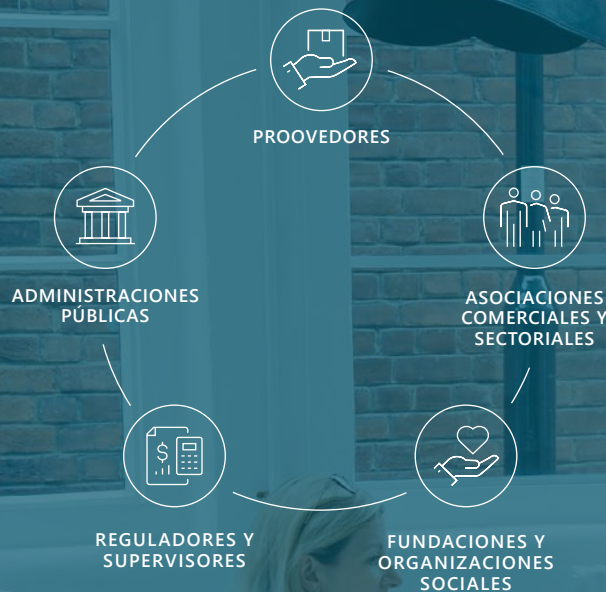 PROOVEDORES
ADMINISTRACIONES
PÚBLICAS
ASOCIACIONES
COMERCIALES Y
SECTORIALES
REGULADORES Y
SUPERVISORES
FUNDACIONES Y
ORGANIZACIONES
SOCIALES
$